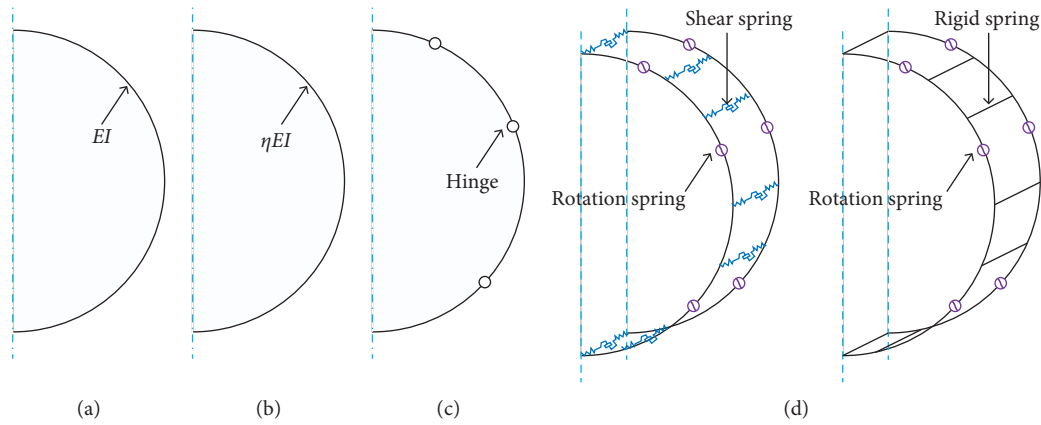 Shear spring
Rigid spring
EI
ηEI
Hinge
Rotation spring
Rotation spring
(a)
(b)
(c)
(d)